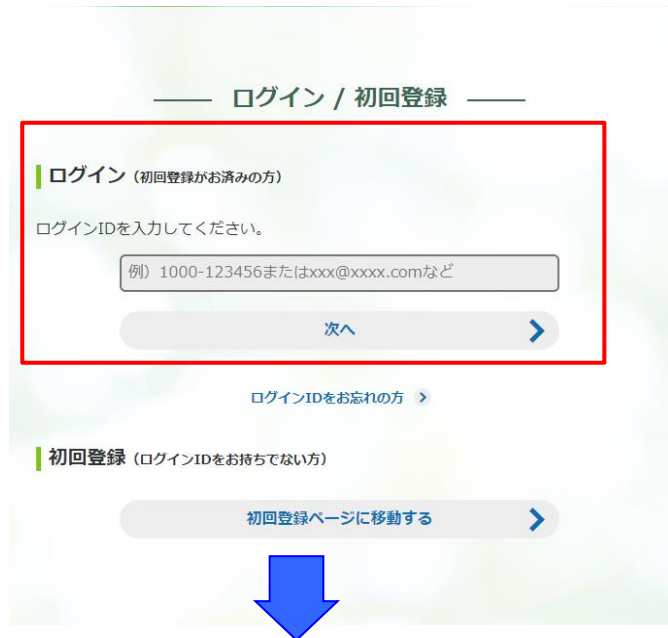 ログイン / 初回登録
ログイン（初回登録がお済みの方）
ログインIDを入力してください。
例）1000-123456またはxxx@xxxx.comなど
次へ
ログインIDをお忘れの方
初回登録（ログインIDをお持ちでない方）
初回登録ページに移動する